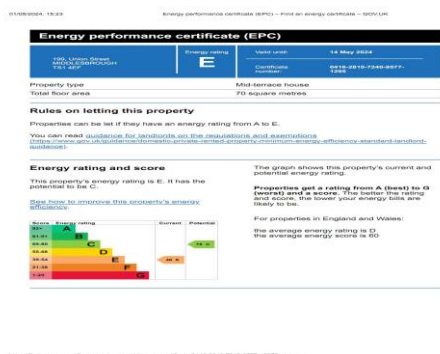 01/05/2024, 15:23 Energy performance certificate (EPC) – Find an energy certificate – GOV.UK
Energy performance certificate (EPC)
199, Union Street
MIDDLESBROUGH
TS1 4EF
Energy rating
E
Valid until: 14 May 2024
Certificate number:
Property type Mid-terrace house
Total floor area 70 square metres
Rules on letting this property
Properties can be let if they have an energy rating from A to E.
You can read guidance for landlords on the regulations and exemptions
(https://www.gov.uk/guidance/domestic-private-rented-property-minimum-energy-efficiency-standard-landlord-
guidance).
Energy rating and score
This property's energy rating is E. It has the
potential to be C.
See how to improve this property's energy
efficiency.
Score Energy rating Current Potential
92+ A
81-91 B
69-80 C
55-68 D
39-54 E
21-38 F
1-20 G
The graph shows this property's current and
potential energy rating.
Properties get a rating from A (best) to G
(worst) and a score. The better the rating
and score, the lower your energy bills are
likely to be.
For properties in England and Wales:
the average energy rating is D
the average energy score is 60